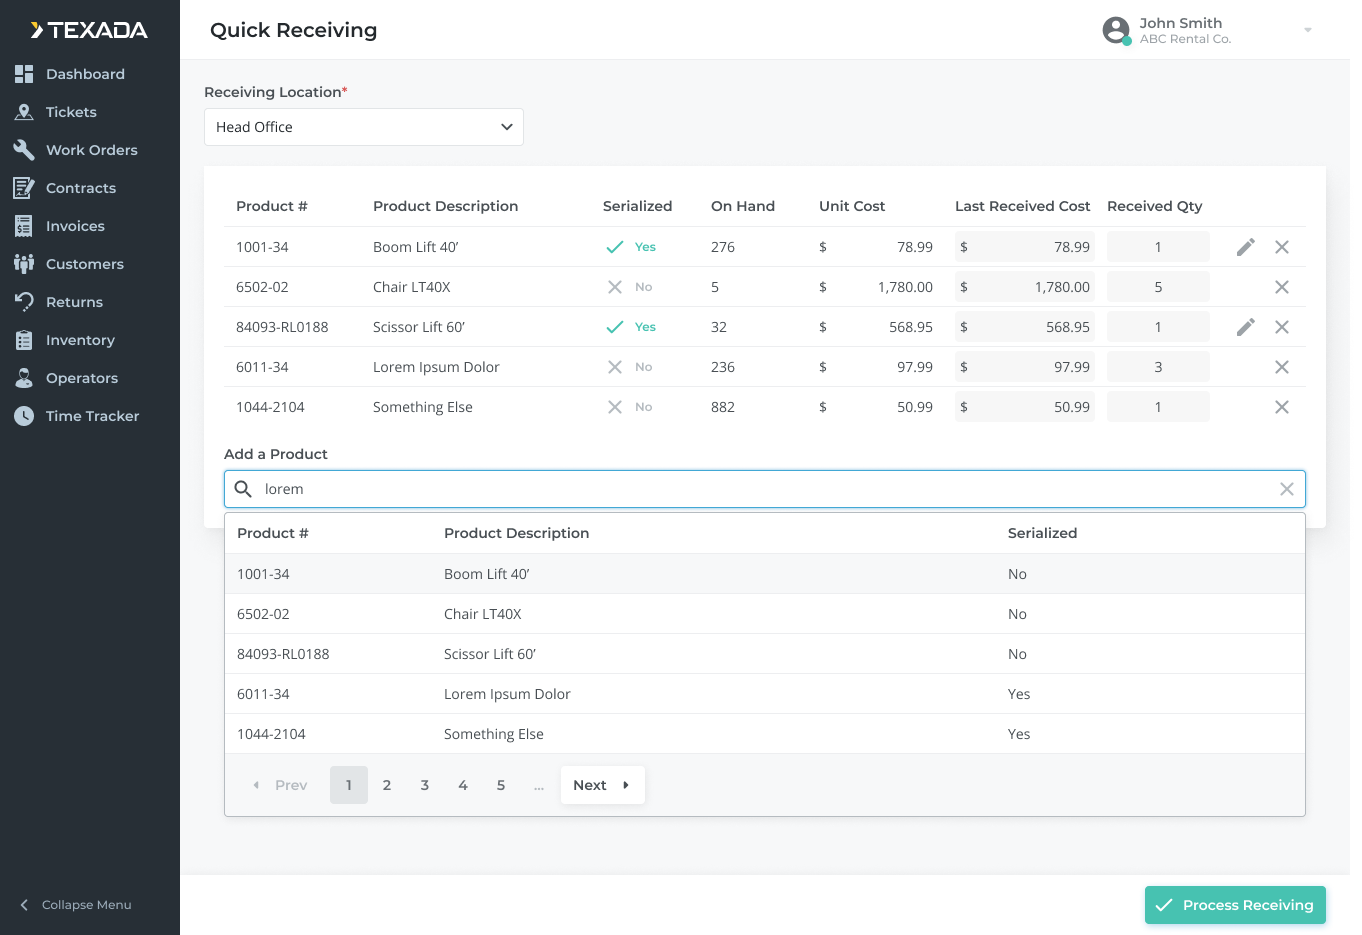 TEXADA
Dashboard
Tickets
Work Orders
Contracts
Invoices
Customers
Returns
Inventory
Operators
Time Tracker
Collapse Menu
Quick Receiving
John Smith
ABC Rental Co.
Receiving Location*
Head Office
Product # Product Description Serialized On Hand Unit Cost Last Received Cost Received Qty
1001-34 Boom Lift 40’ Yes 276 $ 78.99 $ 78.99 1
6502-02 Chair LT40X No 5 $ 1,780.00 $ 1,780.00 5
84093-RL0188 Scissor Lift 60’ Yes 32 $ 568.95 $ 568.95 1
6011-34 Lorem Ipsum Dolor No 236 $ 97.99 $ 97.99 3
1044-2104 Something Else No 882 $ 50.99 $ 50.99 1
Add a Product
lorem
Product # Product Description Serialized
1001-34 Boom Lift 40’ No
6502-02 Chair LT40X No
84093-RL0188 Scissor Lift 60’ No
6011-34 Lorem Ipsum Dolor Yes
1044-2104 Something Else Yes
Prev 1 2 3 4 5 ... Next
Process Receiving